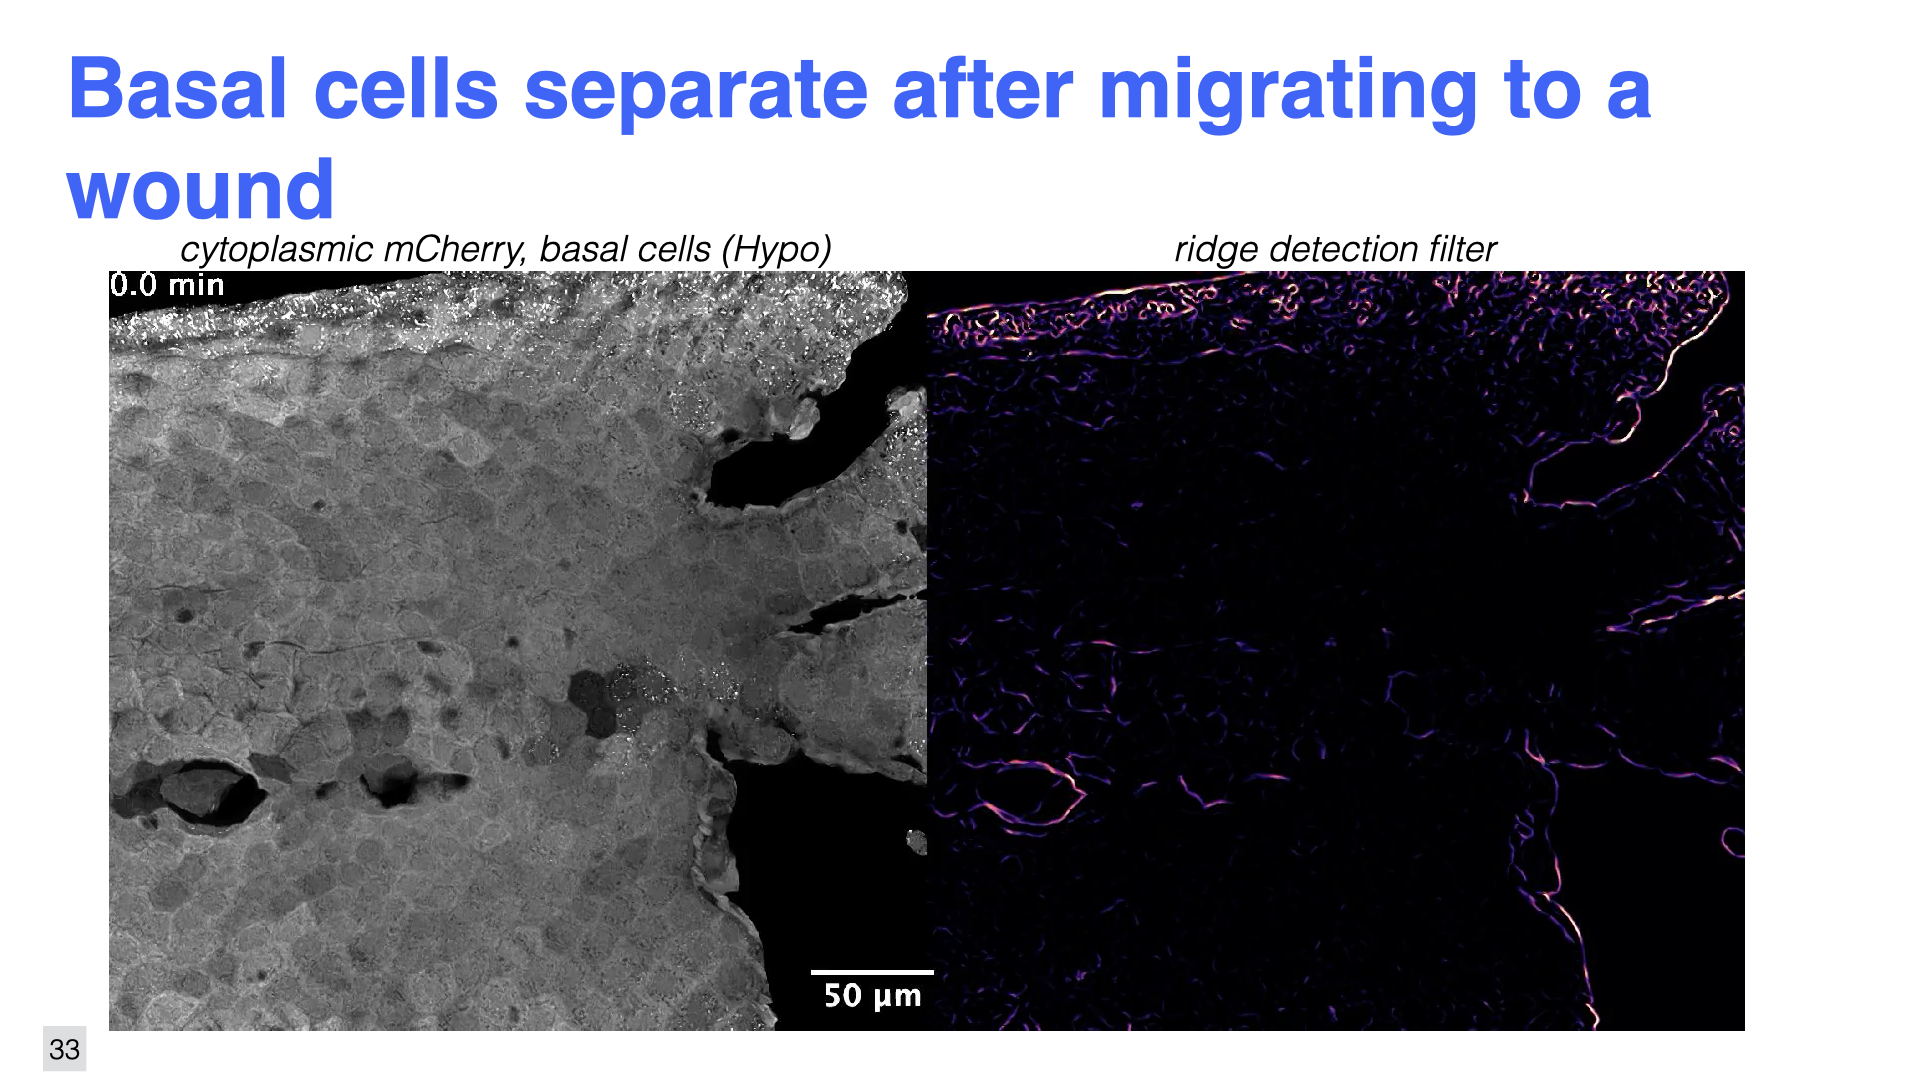 Basal cells separate after migrating to a
wound
cytoplasmic mCherry, basal cells (Hypo)
ridge detection filter
0.0 min
50 µm
33